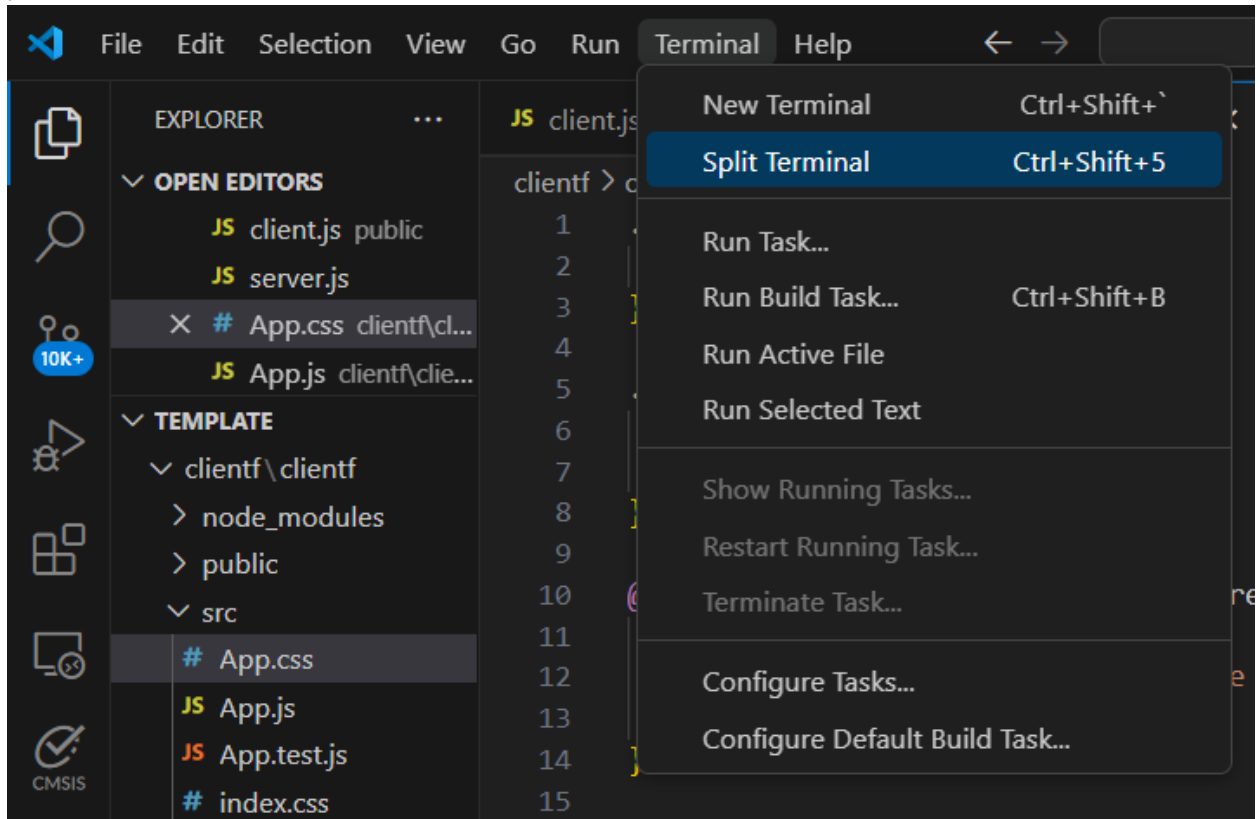 File Edit Selection View Go Run Terminal Help
EXPLORER
OPEN EDITORS
JS client.js public
JS server.js
# App.css clientf\cl...
JS App.js clientf\clie...
TEMPLATE
clientf\clientf
node_modules
public
src
# App.css
JS App.js
JS App.test.js
# index.css
10K+
CMSIS
JS client.js
clientf > c
1
2
3 }
4
5
6
7
8 }
9
10 @
11
12
13
14 }
15
New Terminal Ctrl+Shift+`
Split Terminal Ctrl+Shift+5
Run Task...
Run Build Task... Ctrl+Shift+B
Run Active File
Run Selected Text
Show Running Tasks...
Restart Running Task...
Terminate Task...
Configure Tasks...
Configure Default Build Task...
re
e